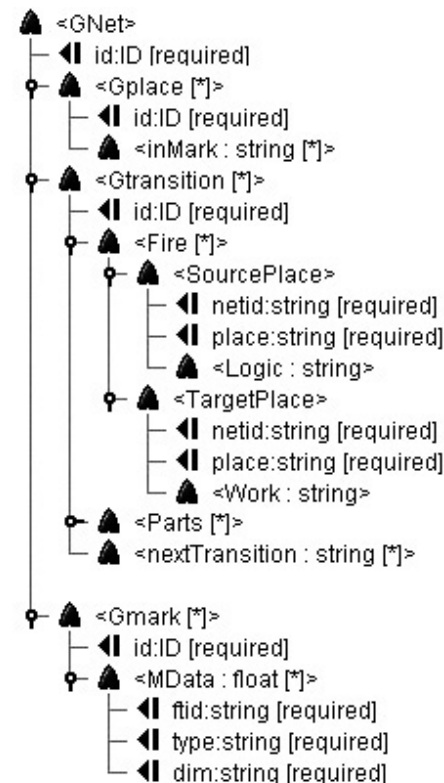 <GNet>
id:ID [required]
<Gplace [*]>
id:ID [required]
<inMark : string [*]>
<Gtransition [*]>
id:ID [required]
<Fire [*]>
<SourcePlace>
netid:string [required]
place:string [required]
<Logic : string>
<TargetPlace>
netid:string [required]
place:string [required]
<Work : string>
<Parts [*]>
<nextTransition : string [*]>
<Gmark [*]>
id:ID [required]
<MData : float [*]>
ftid:string [required]
type:string [required]
dim:string [required]